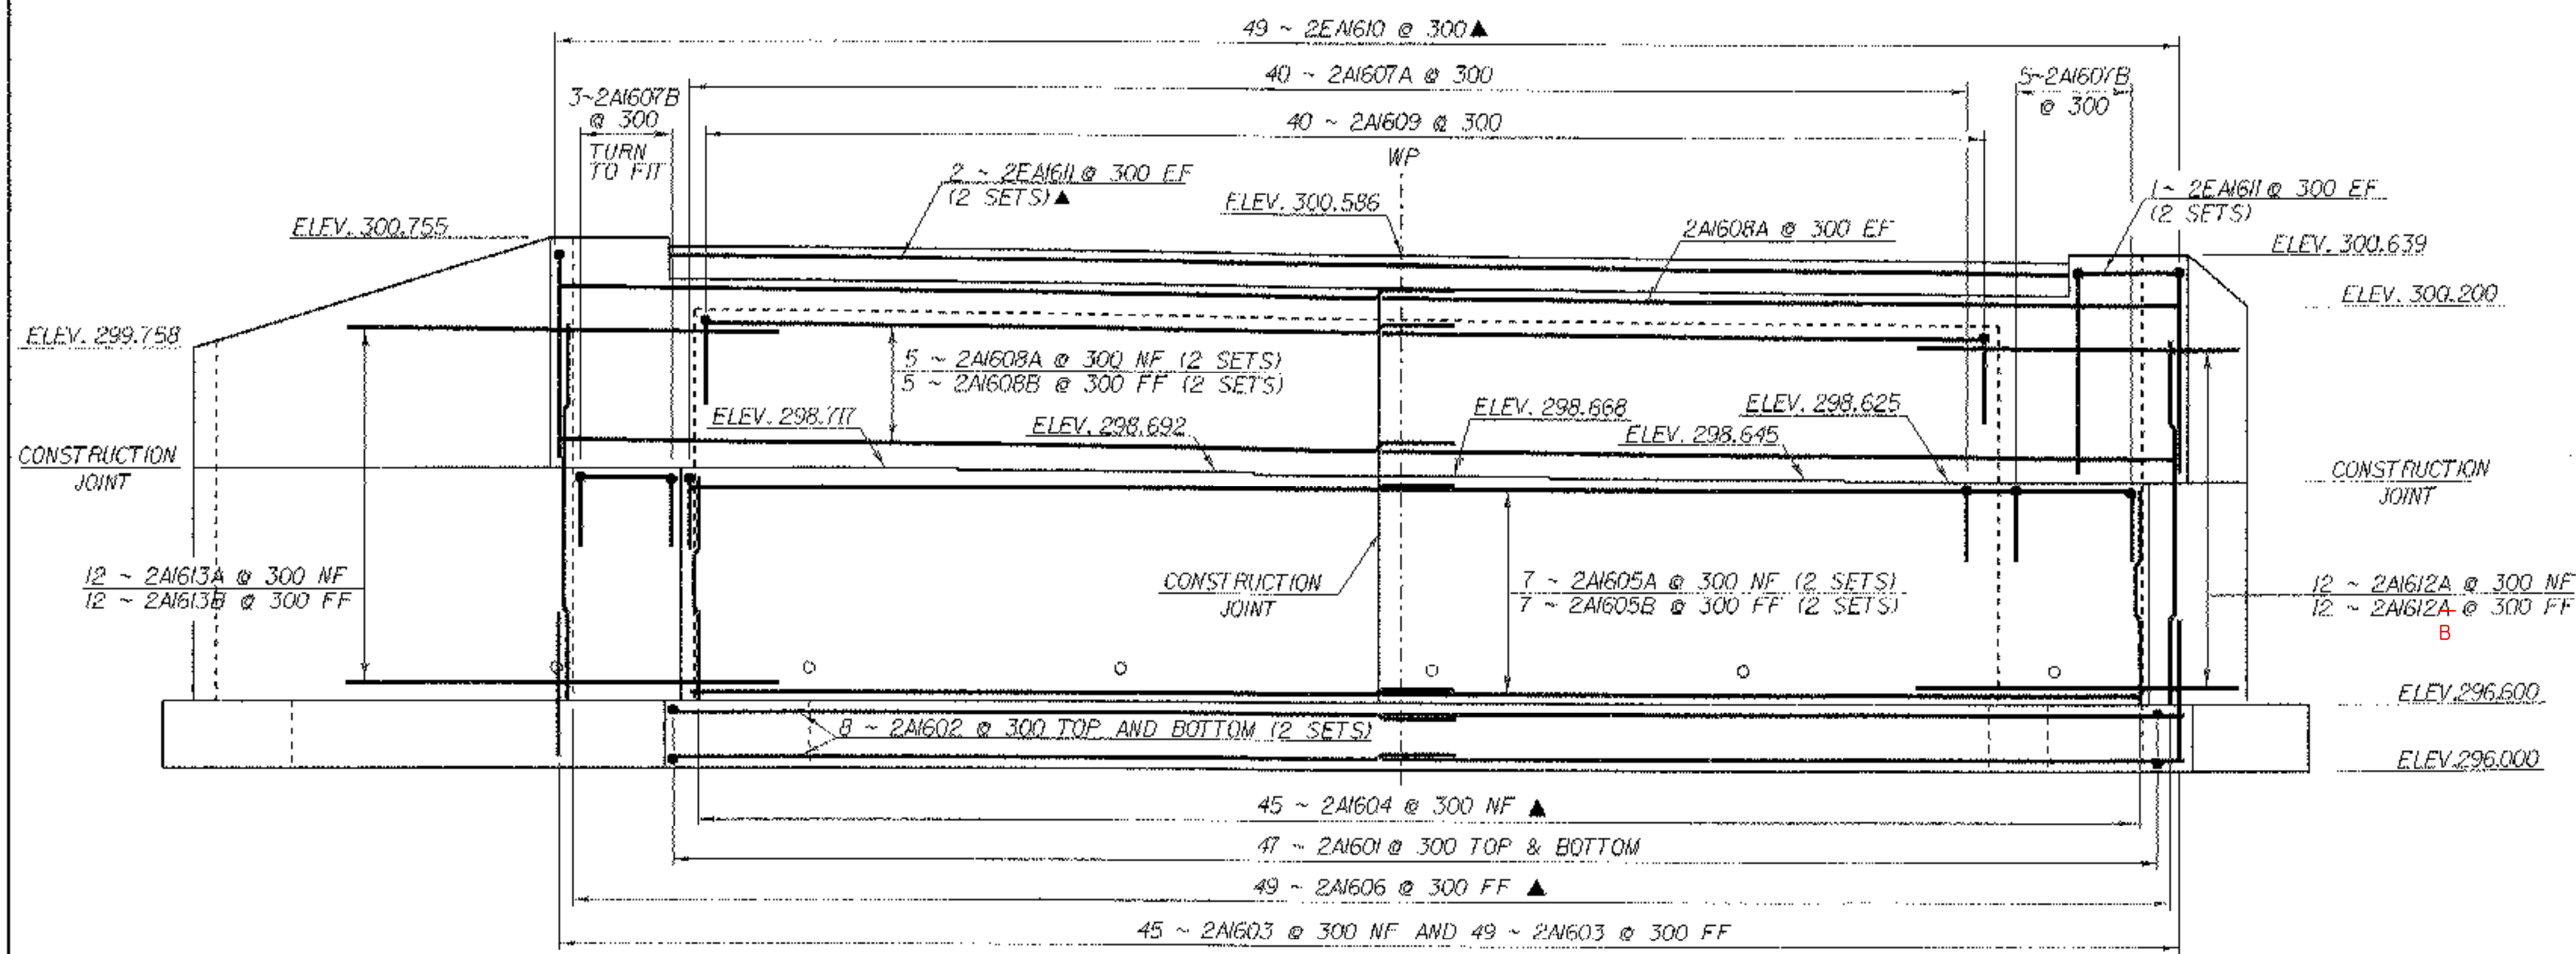 49 ~ 2EA1610 @ 300▲
40 ~ 2A1607A @ 300
5~2A1607B
@ 300
3~2A1607B
@ 300
TURN
TO FIT
40 ~ 2A1609 @ 300
WP
2 ~ 2EA1611 @ 300 EF
(2 SETS)▲
ELEV. 300.586
1~ 2EA1611 @ 300 EF
(2 SETS)
ELEV. 300.755
2A1608A @ 300 EF
ELEV. 300.639
ELEV. 300.200
ELEV. 299.758
5 ~ 2A1608A @ 300 NF (2 SETS)
5 ~ 2A1608B @ 300 FF (2 SETS)
ELEV. 298.717
ELEV. 298.692
ELEV. 298.668
ELEV. 298.645
ELEV. 298.625
CONSTRUCTION
JOINT
CONSTRUCTION
JOINT
12 ~ 2A1613A @ 300 NF
12 ~ 2A1613B @ 300 FF
CONSTRUCTION
JOINT
7 ~ 2A1605A @ 300 NF (2 SETS)
7 ~ 2A1605B @ 300 FF (2 SETS)
12 ~ 2A1612A @ 300 NF
12 ~ 2A1612A @ 300 FF
B
ELEV.296.600
8 ~ 2A1602 @ 300 TOP AND BOTTOM (2 SETS)
ELEV.296.000
45 ~ 2A1604 @ 300 NF ▲
47 ~ 2A1601 @ 300 TOP & BOTTOM
49 ~ 2A1606 @ 300 FF ▲
45 ~ 2A1603 @ 300 NF AND 49 ~ 2A1603 @ 300 FF